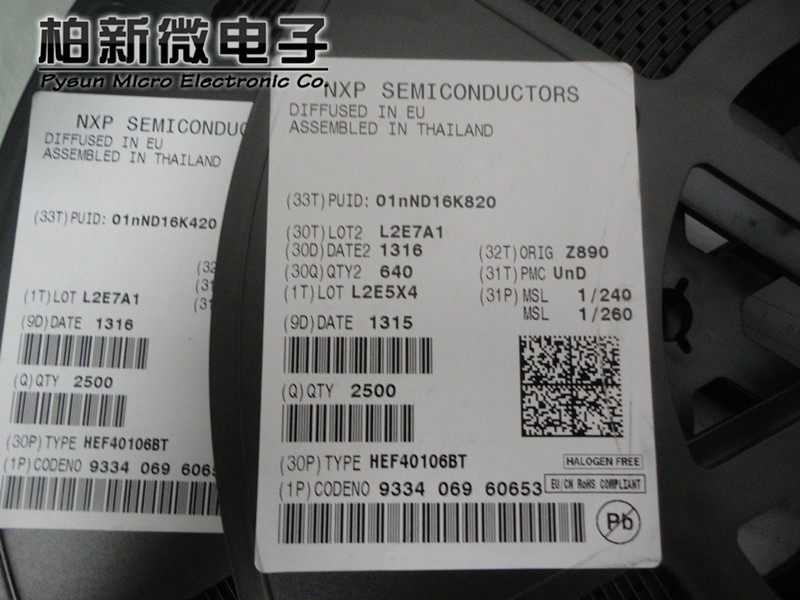 柏新微电子
Pysun Micro Electronic Co.
NXP SEMICONDUC
DIFFUSED IN EU
ASSEMBLED IN THAILAND
(33T)PUID: 01nND16K420
(32
(31
(1T)LOT L2E7A1
(31
(9D)DATE 1316
(Q)QTY 2500
(30P)TYPE HEF40106BT
(1P)CODENO 9334 069 6065
NXP SEMICONDUCTORS
DIFFUSED IN EU
ASSEMBLED IN THAILAND
(33T)PUID: 01nND16K820
(30T)LOT2 L2E7A1
(30D)DATE2 1316 (32T)ORIG Z890
(30Q)QTY2 640 (31T)PMC UnD
(1T)LOT L2E5X4 (31P)MSL 1/240
MSL 1/260
(9D)DATE 1315
(Q)QTY 2500
(30P)TYPE HEF40106BT HALOGEN FREE
(1P)CODENO 9334 069 60653 EU/CN RoHS COMPLIANT
Pb